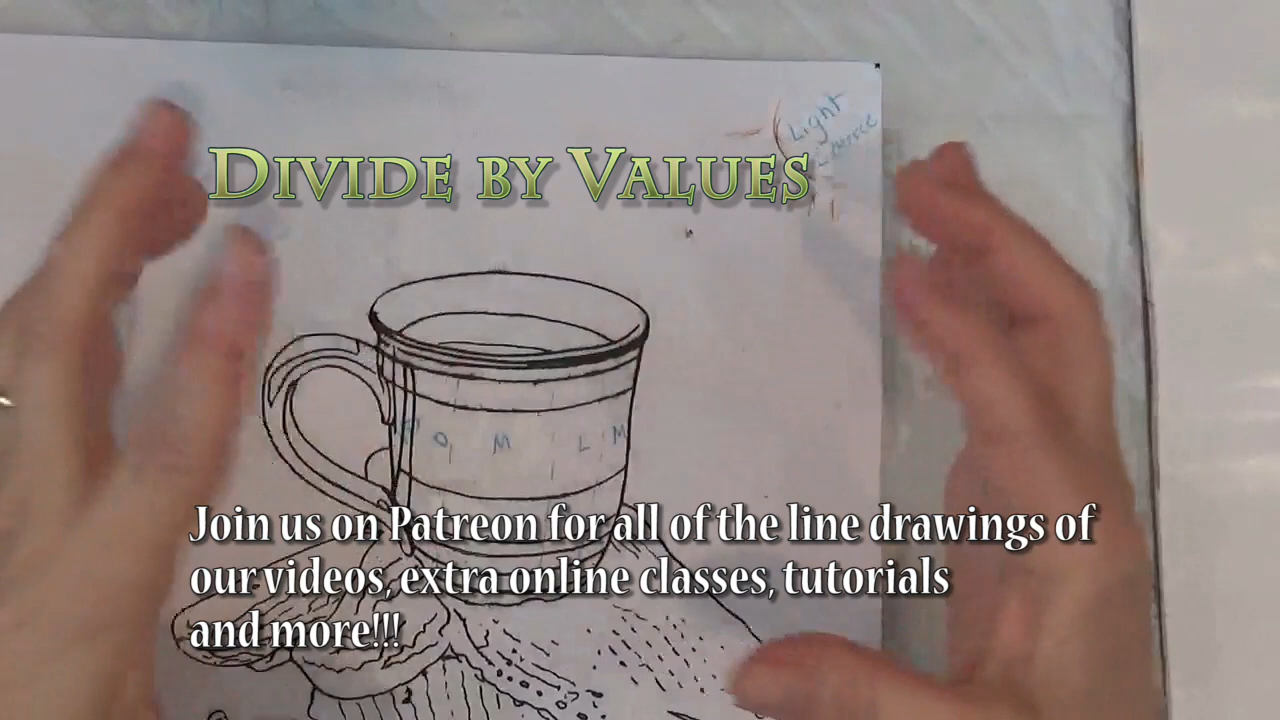 Light
Source
DIVIDE BY VALUES
D M L M
Join us on Patreon for all of the line drawings of
our videos, extra online classes, tutorials
and more!!!